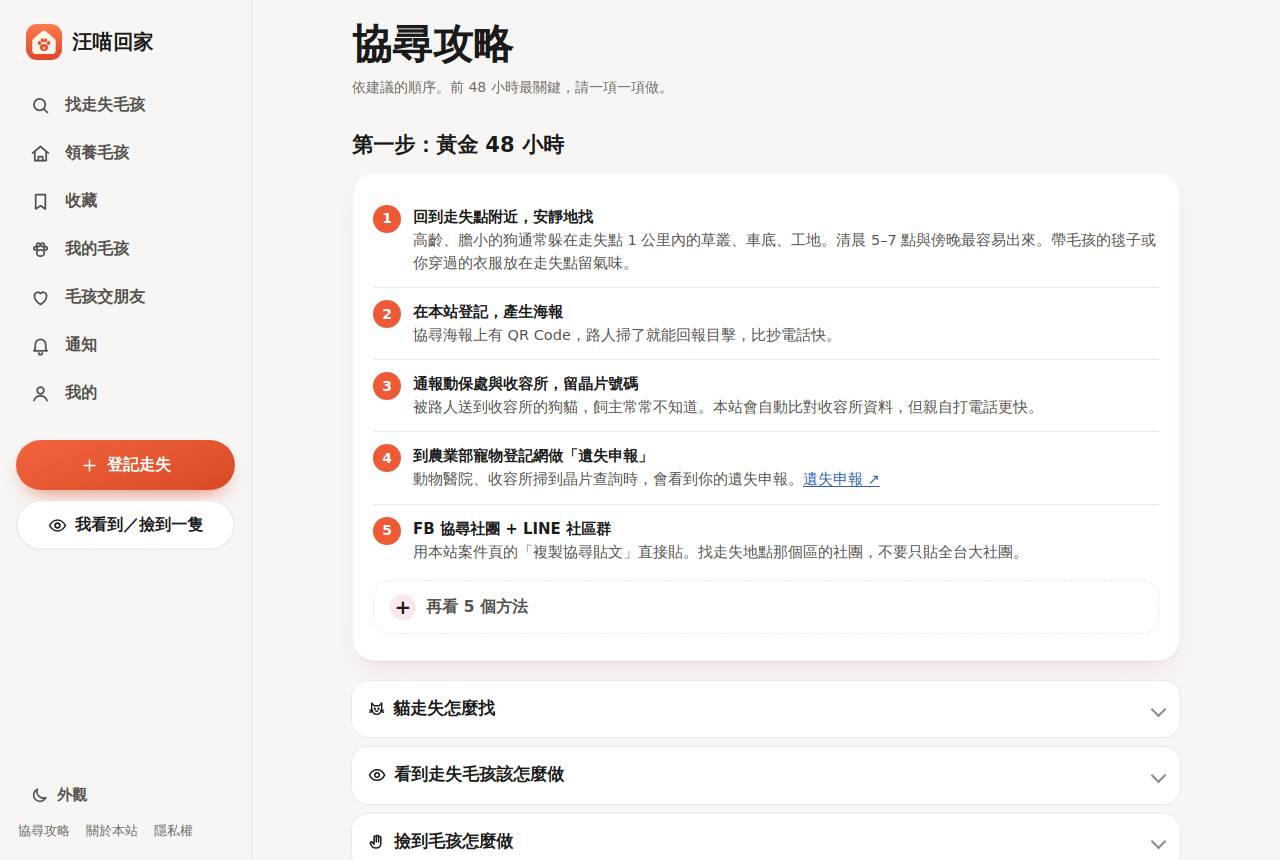 汪喵回家
找走失毛孩
領養毛孩
收藏
我的毛孩
毛孩交朋友
通知
我的
登記走失
我看到／撿到一隻
外觀
協尋攻略 關於本站 隱私權
協尋攻略
依建議的順序。前 48 小時最關鍵，請一項一項做。
第一步：黃金 48 小時
1 回到走失點附近，安靜地找
高齡、膽小的狗通常躲在走失點 1 公里內的草叢、車底、工地。清晨 5–7 點與傍晚最容易出來。帶毛孩的毯子或
你穿過的衣服放在走失點留氣味。
2 在本站登記，產生海報
協尋海報上有 QR Code，路人掃了就能回報目擊，比抄電話快。
3 通報動保處與收容所，留晶片號碼
被路人送到收容所的狗貓，飼主常常不知道。本站會自動比對收容所資料，但親自打電話更快。
4 到農業部寵物登記網做「遺失申報」
動物醫院、收容所掃到晶片查詢時，會看到你的遺失申報。遺失申報 ↗
5 FB 協尋社團 + LINE 社區群
用本站案件頁的「複製協尋貼文」直接貼。找走失地點那個區的社團，不要只貼全台大社團。
再看 5 個方法
貓走失怎麼找
看到走失毛孩該怎麼做
撿到毛孩怎麼做